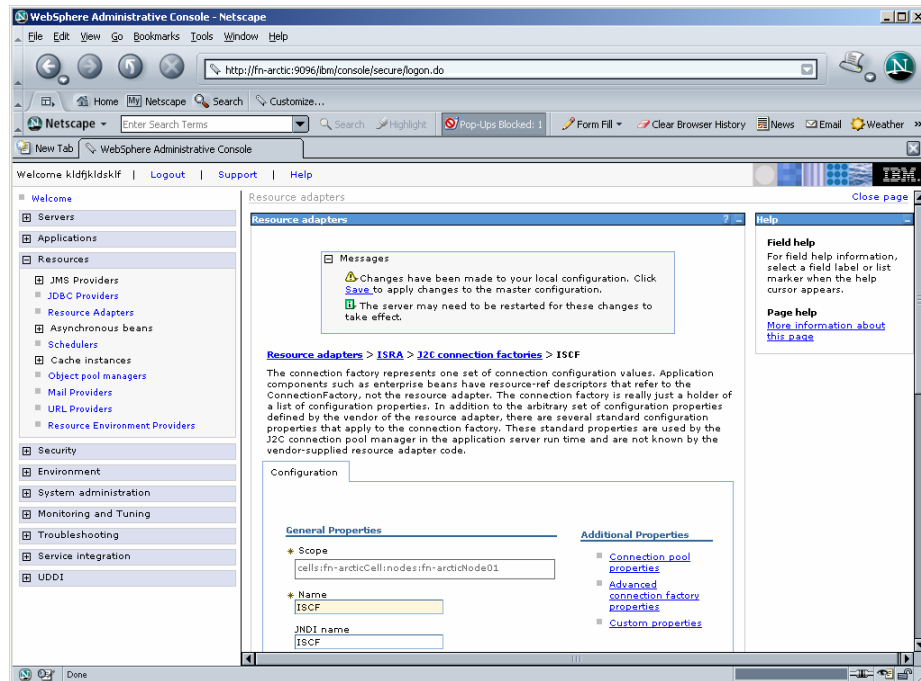 WebSphere Administrative Console - Netscape
File Edit View Go Bookmarks Tools Window Help
http://fn-arctic:9096/ibm/console/secure/logon.do
Home My Netscape Search Customize...
Netscape Enter Search Terms Search Highlight Pop-Ups Blocked: 1 Form Fill Clear Browser History News Email Weather »
New Tab WebSphere Administrative Console
Welcome kldfjkldsklf | Logout | Support | Help IBM.
Welcome
Servers
Applications
Resources
JMS Providers
JDBC Providers
Resource Adapters
Asynchronous beans
Schedulers
Cache instances
Object pool managers
Mail Providers
URL Providers
Resource Environment Providers
Security
Environment
System administration
Monitoring and Tuning
Troubleshooting
Service integration
UDDI
Resource adapters Close page
Resource adapters ? _
Messages
Changes have been made to your local configuration. Click
Save to apply changes to the master configuration.
The server may need to be restarted for these changes to
take effect.
Resource adapters > ISRA > J2C connection factories > ISCF
The connection factory represents one set of connection configuration values. Application
components such as enterprise beans have resource-ref descriptors that refer to the
ConnectionFactory, not the resource adapter. The connection factory is really just a holder of
a list of configuration properties. In addition to the arbitrary set of configuration properties
defined by the vendor of the resource adapter, there are several standard configuration
properties that apply to the connection factory. These standard properties are used by the
J2C connection pool manager in the application server run time and are not known by the
vendor-supplied resource adapter code.
Configuration
General Properties
* Scope
cells:fn-arcticCell:nodes:fn-arcticNode01
* Name
ISCF
JNDI name
ISCF
Additional Properties
Connection pool
properties
Advanced
connection factory
properties
Custom properties
Help
Field help
For field help information,
select a field label or list
marker when the help
cursor appears.
Page help
More information about
this page
Done